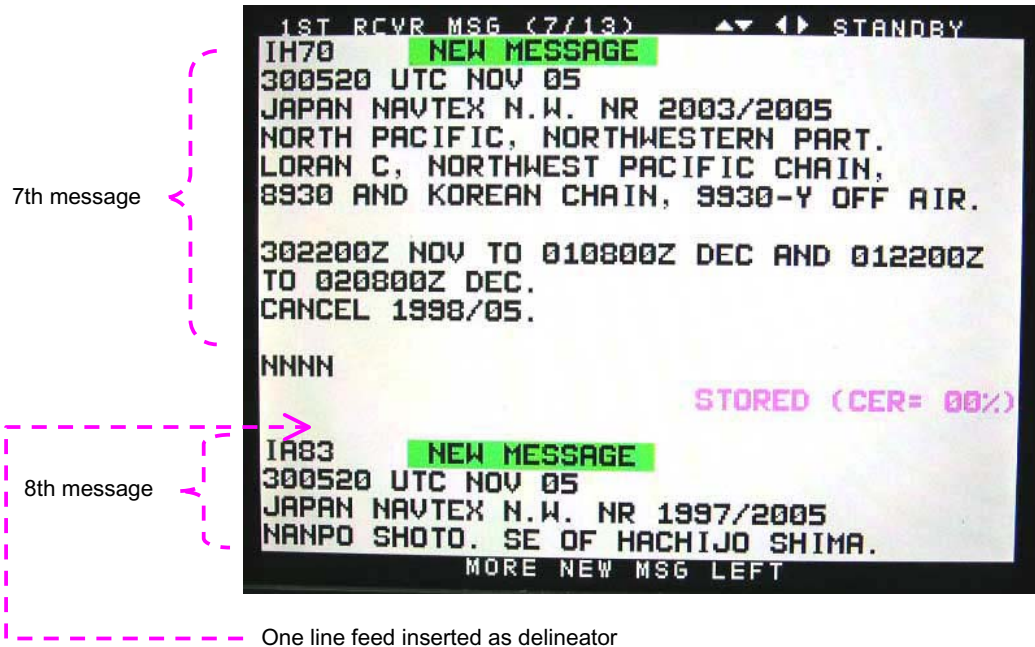 1ST RCVR MSG (7/13) ▲▼ ◀▶ STANDBY
IH70 NEW MESSAGE
300520 UTC NOV 05
JAPAN NAVTEX N.W. NR 2003/2005
NORTH PACIFIC, NORTHWESTERN PART.
LORAN C, NORTHWEST PACIFIC CHAIN,
8930 AND KOREAN CHAIN, 9930-Y OFF AIR.
7th message
302200Z NOV TO 010800Z DEC AND 012200Z
TO 020800Z DEC.
CANCEL 1998/05.
NNNN
STORED (CER= 00%)
IA83 NEW MESSAGE
300520 UTC NOV 05
8th message
JAPAN NAVTEX N.W. NR 1997/2005
NANPO SHOTO. SE OF HACHIJO SHIMA.
MORE NEW MSG LEFT
One line feed inserted as delineator